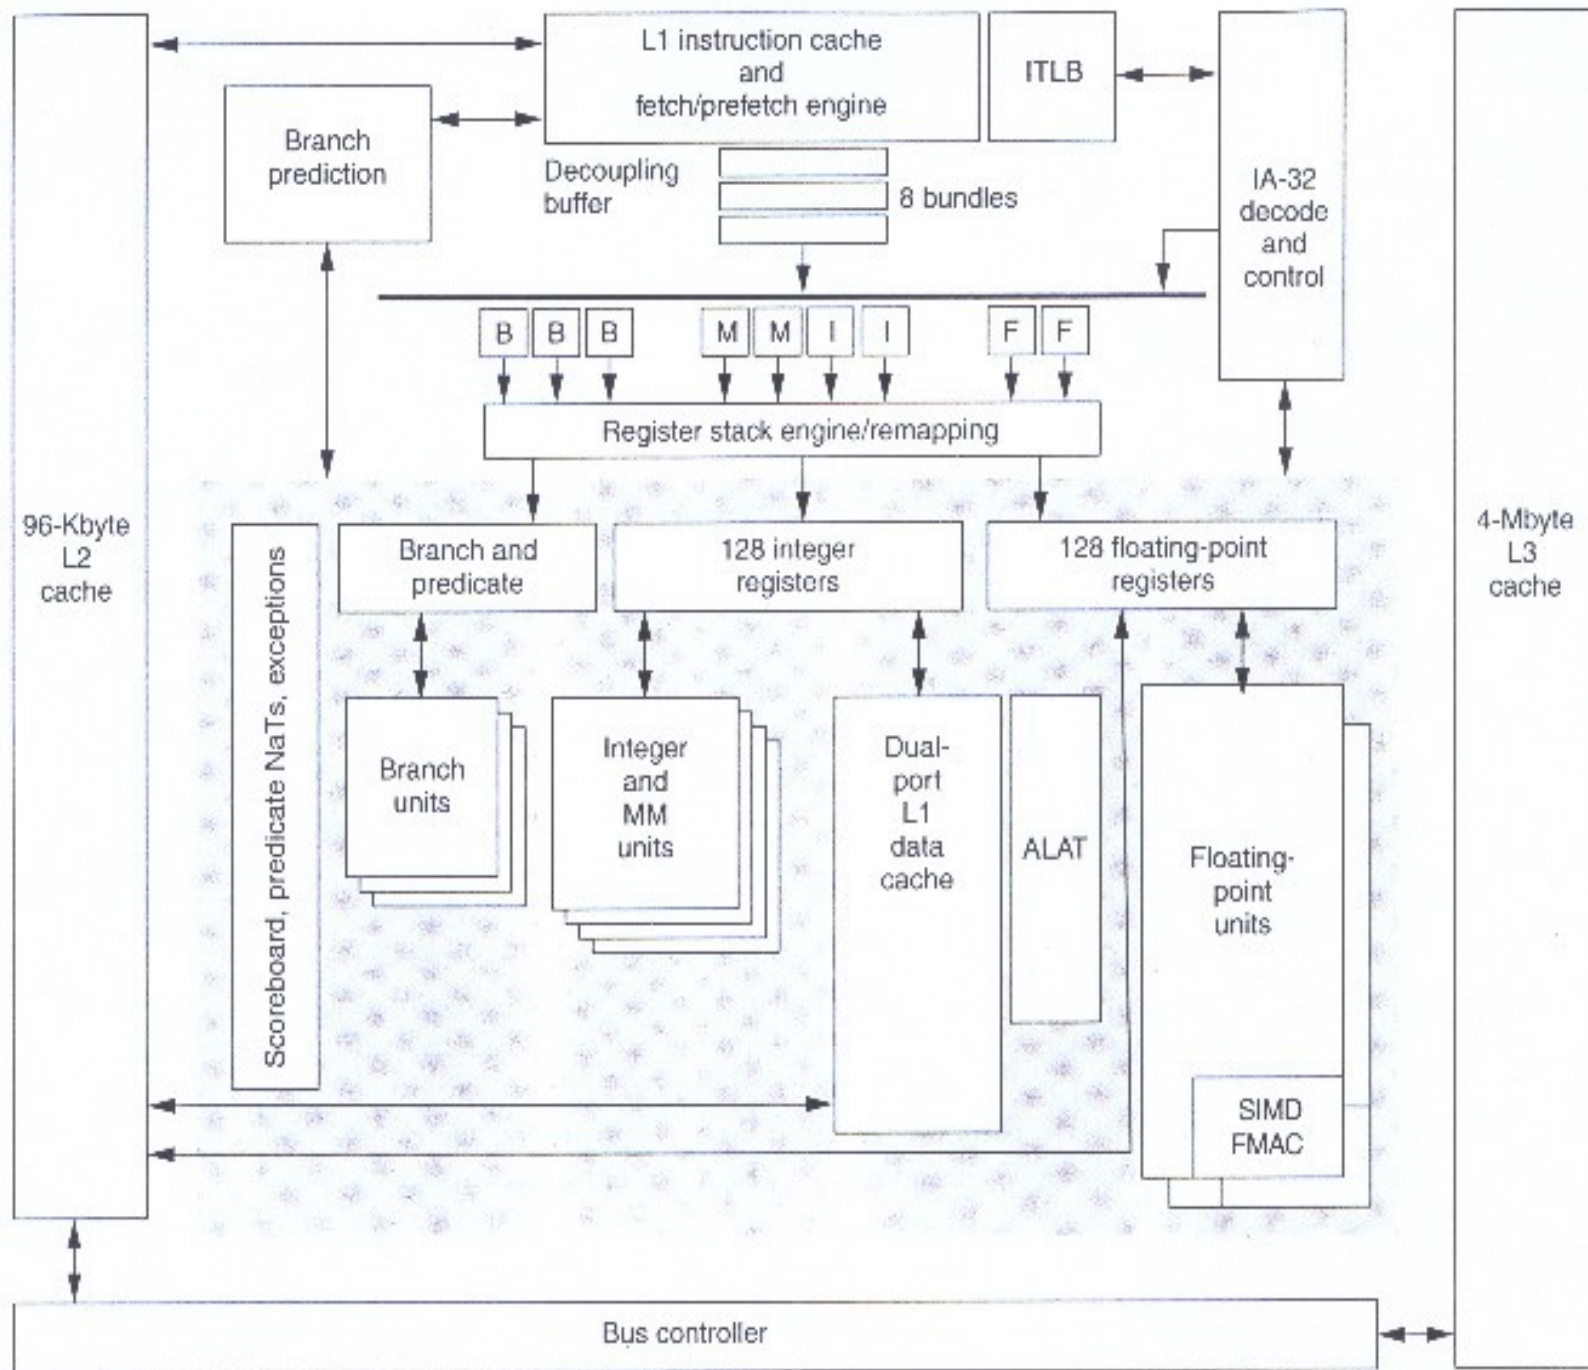 L1 instruction cache
and
fetch/prefetch engine
ITLB
Branch
prediction
Decoupling
buffer
8 bundles
IA-32
decode
and
control
B
B
B
M
M
I
I
F
F
Register stack engine/remapping
96-Kbyte
L2
cache
4-Mbyte
L3
cache
Scoreboard, predicate NaTs, exceptions
Branch and
predicate
128 integer
registers
128 floating-point
registers
Branch
units
Integer
and
MM
units
Dual-
port
L1
data
cache
ALAT
Floating-
point
units
SIMD
FMAC
Bus controller